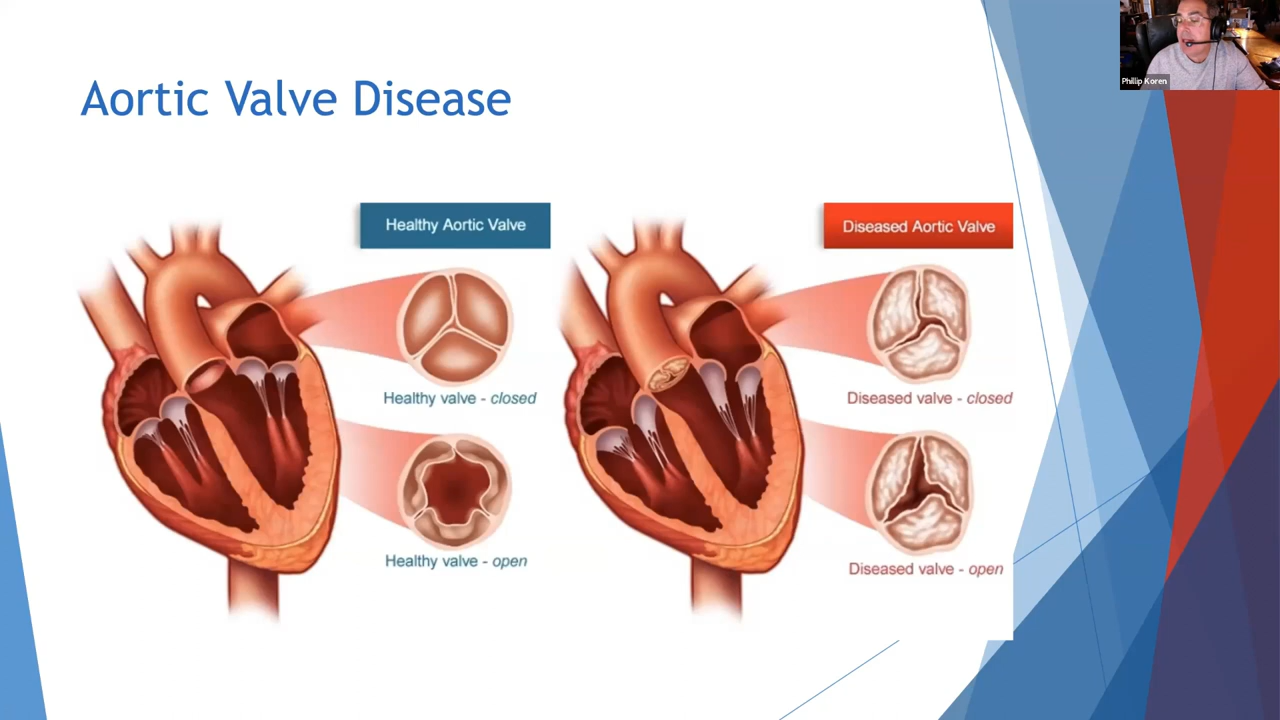 Phillip Koren
Aortic Valve Disease
Healthy Aortic Valve
Healthy valve - closed
Healthy valve - open
Diseased Aortic Valve
Diseased valve - closed
Diseased valve - open